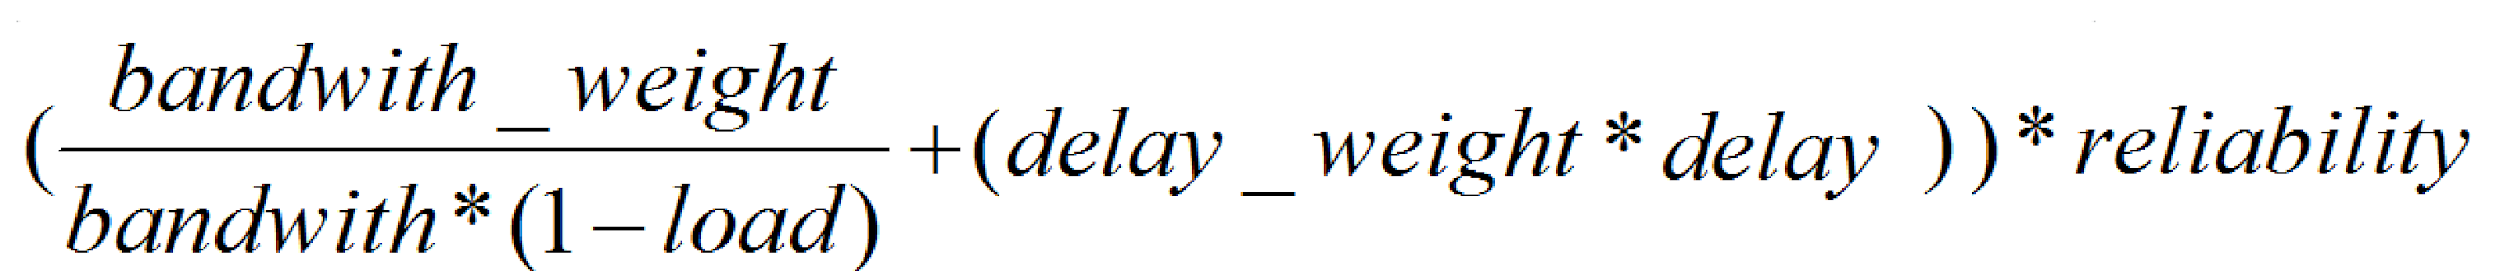 bandwith_weight
( + (delay_weight * delay )) * reliability
bandwith * (1 − load)